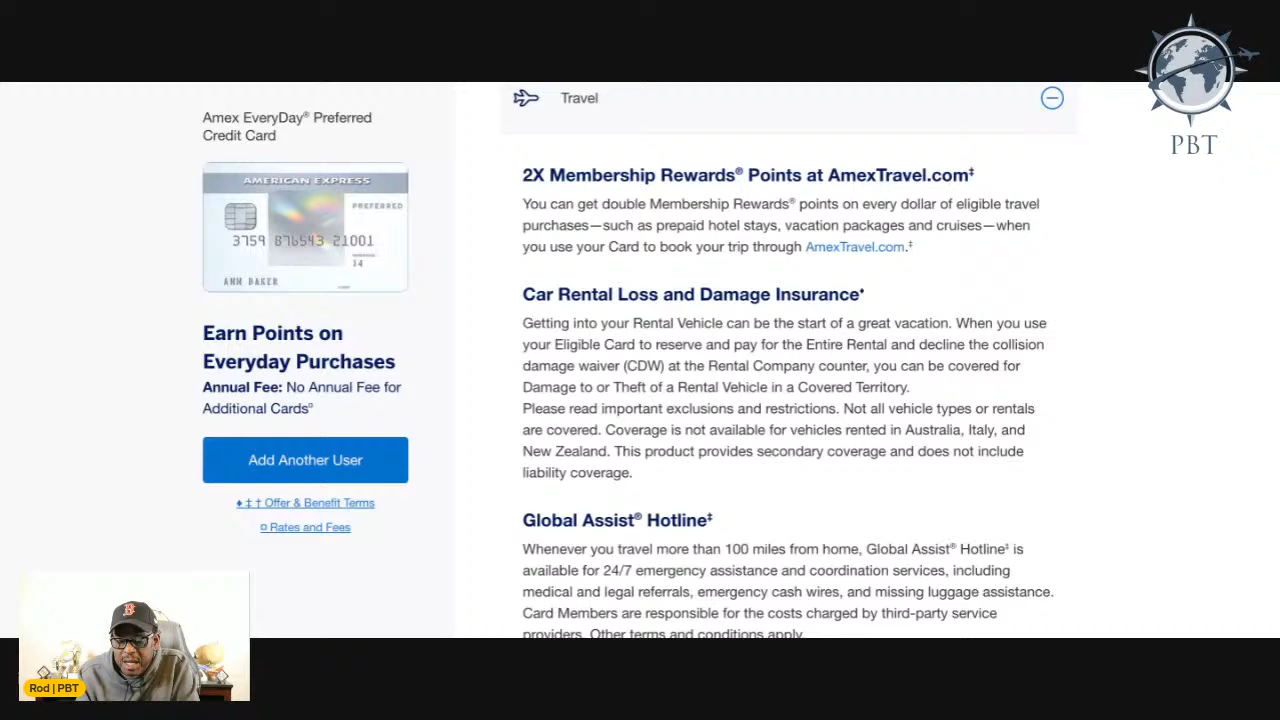 PBT
Amex EveryDay® Preferred
Credit Card
AMERICAN EXPRESS
PREFERRED
3759 876543 21001
14
ANN BAKER
Earn Points on
Everyday Purchases
Annual Fee: No Annual Fee for
Additional Cards¤
Add Another User
♦ ‡ † Offer & Benefit Terms
¤ Rates and Fees
Travel
2X Membership Rewards® Points at AmexTravel.com‡
You can get double Membership Rewards® points on every dollar of eligible travel
purchases—such as prepaid hotel stays, vacation packages and cruises—when
you use your Card to book your trip through AmexTravel.com.‡
Car Rental Loss and Damage Insurance♦
Getting into your Rental Vehicle can be the start of a great vacation. When you use
your Eligible Card to reserve and pay for the Entire Rental and decline the collision
damage waiver (CDW) at the Rental Company counter, you can be covered for
Damage to or Theft of a Rental Vehicle in a Covered Territory.
Please read important exclusions and restrictions. Not all vehicle types or rentals
are covered. Coverage is not available for vehicles rented in Australia, Italy, and
New Zealand. This product provides secondary coverage and does not include
liability coverage.
Global Assist® Hotline‡
Whenever you travel more than 100 miles from home, Global Assist® Hotline‡ is
available for 24/7 emergency assistance and coordination services, including
medical and legal referrals, emergency cash wires, and missing luggage assistance.
Card Members are responsible for the costs charged by third-party service
providers. Other terms and conditions apply.
B
Rod | PBT